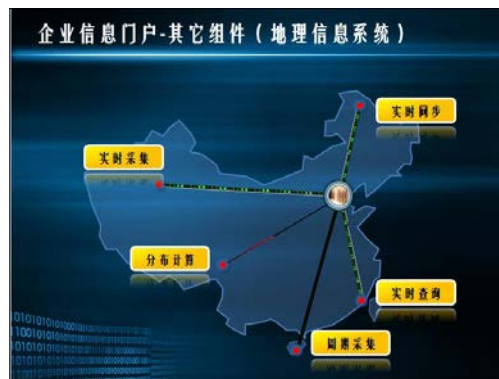 企业信息门户-其它组件（地理信息系统）
实时同步
实时采集
分布计算
实时查询
周期采集